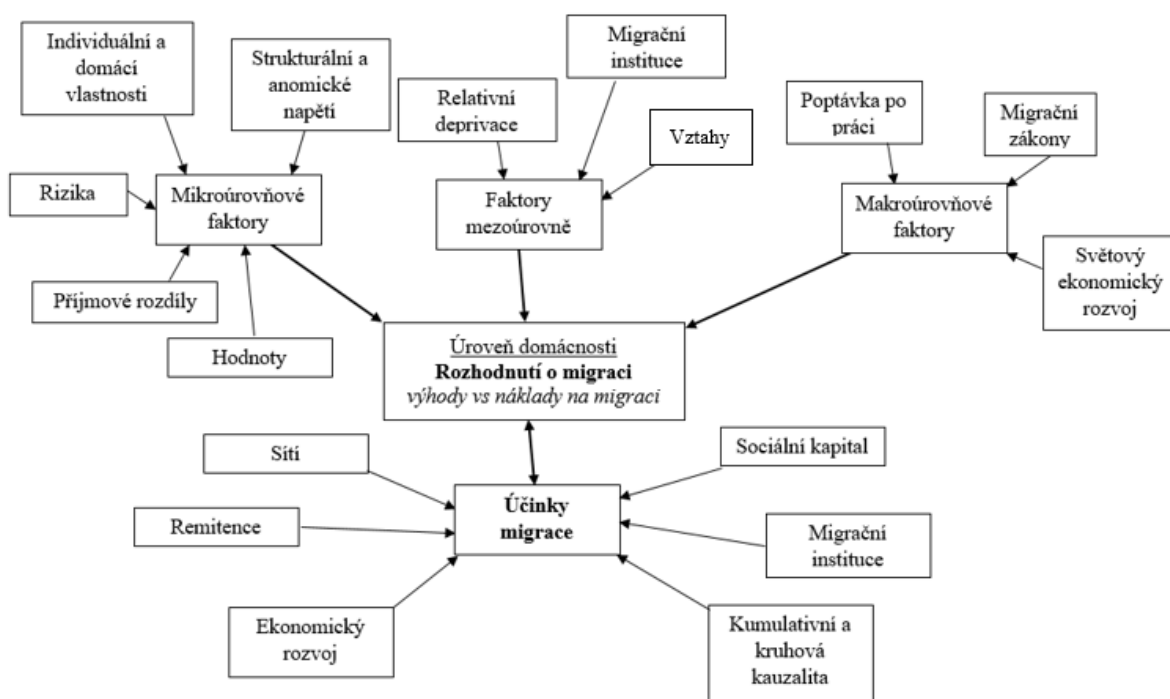 Individuální a
domácí
vlastnosti
Strukturální a
anomické
napětí
Migrační
instituce
Relativní
deprivace
Vztahy
Poptávka po
práci
Migrační
zákony
Rizika
Mikroúrovňové
faktory
Faktory
mezoúrovně
Makroúrovňové
faktory
Příjmové rozdíly
Hodnoty
Světový
ekonomický
rozvoj
Úroveň domácnosti
Rozhodnutí o migraci
výhody vs náklady na migraci
Sítí
Sociální kapital
Remitence
Účinky
migrace
Migrační
instituce
Ekonomický
rozvoj
Kumulativní a
kruhová
kauzalita